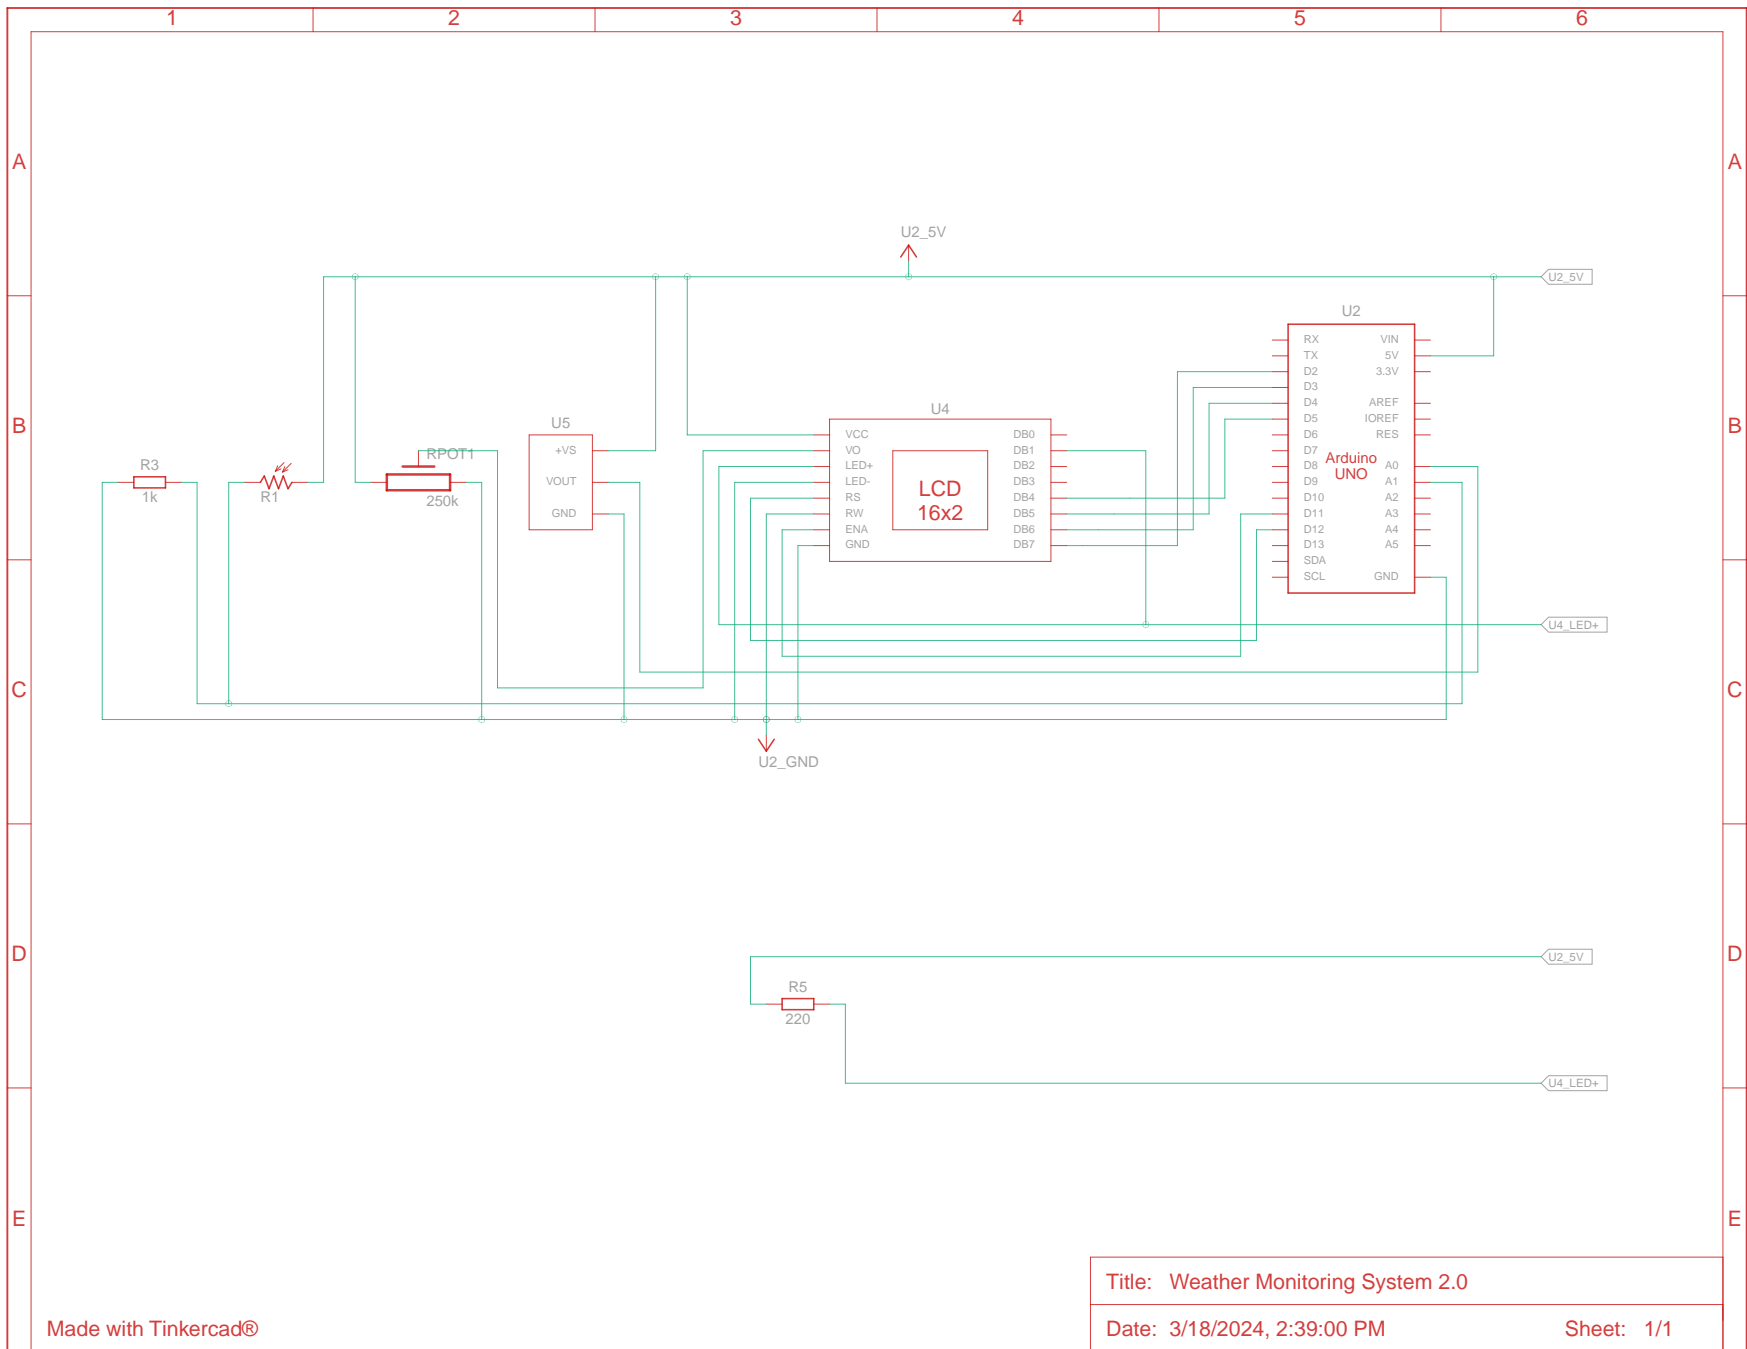 1 2 3 4 5 6
A A
U2_5V
U2_5V
U2
RX VIN
TX 5V
D2 3.3V
D3
D4 AREF
D5 IOREF
D6 RES
D7
D8 A0
D9 A1
D10 A2
D11 A3
D12 A4
D13 A5
SDA
SCL GND
Arduino
UNO
B B
U4
VCC DB0
VO DB1
LED+ DB2
LED- DB3
RS DB4
RW DB5
ENA DB6
GND DB7
LCD
16x2
U5
+VS
VOUT
GND
RPOT1
250k
R3
1k
R1
U4_LED+
C C
U2_GND
D D
U2_5V
R5
220
U4_LED+
E E
Title: Weather Monitoring System 2.0
Made with Tinkercad®
Date: 3/18/2024, 2:39:00 PM Sheet: 1/1